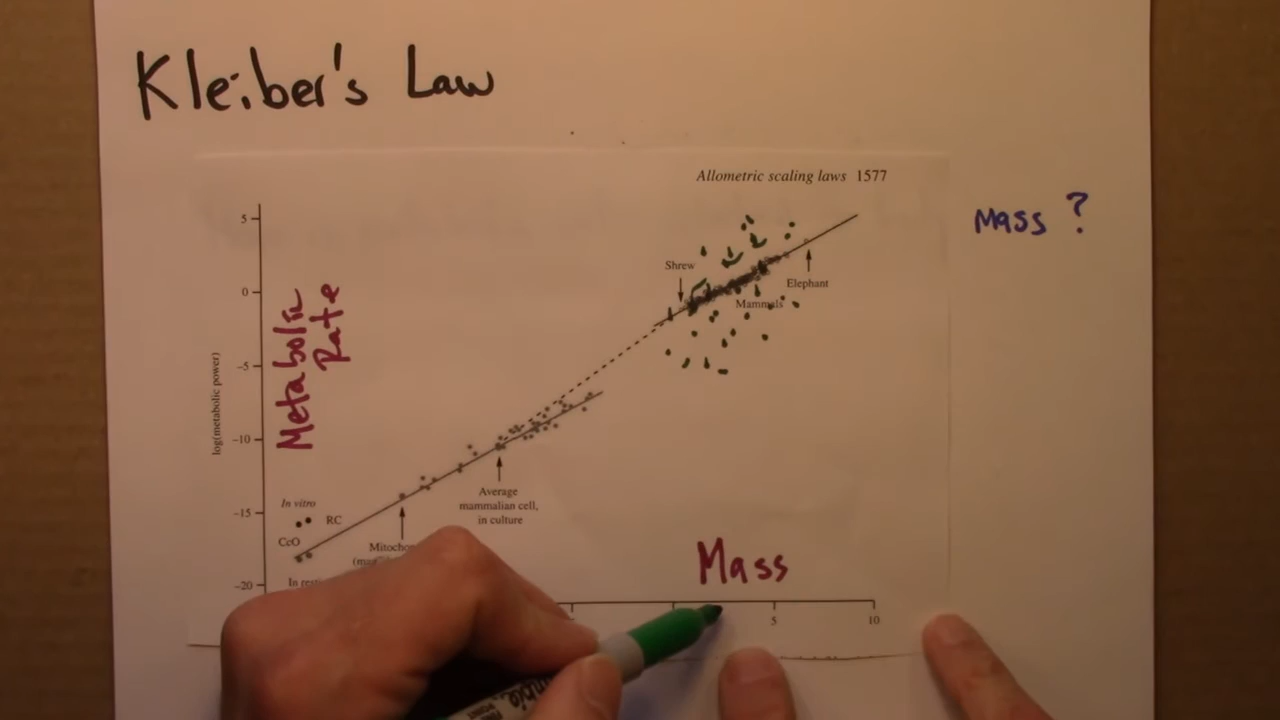 Kleiber's Law
Allometric scaling laws 1577
Mass ?
5
0
-5
-10
-15
-20
log(metabolic power)
Metabolic
Rate
Shrew
Elephant
Mammals
Average
mammalian cell,
in culture
In vitro
RC
CcO
In
Mass
5
10